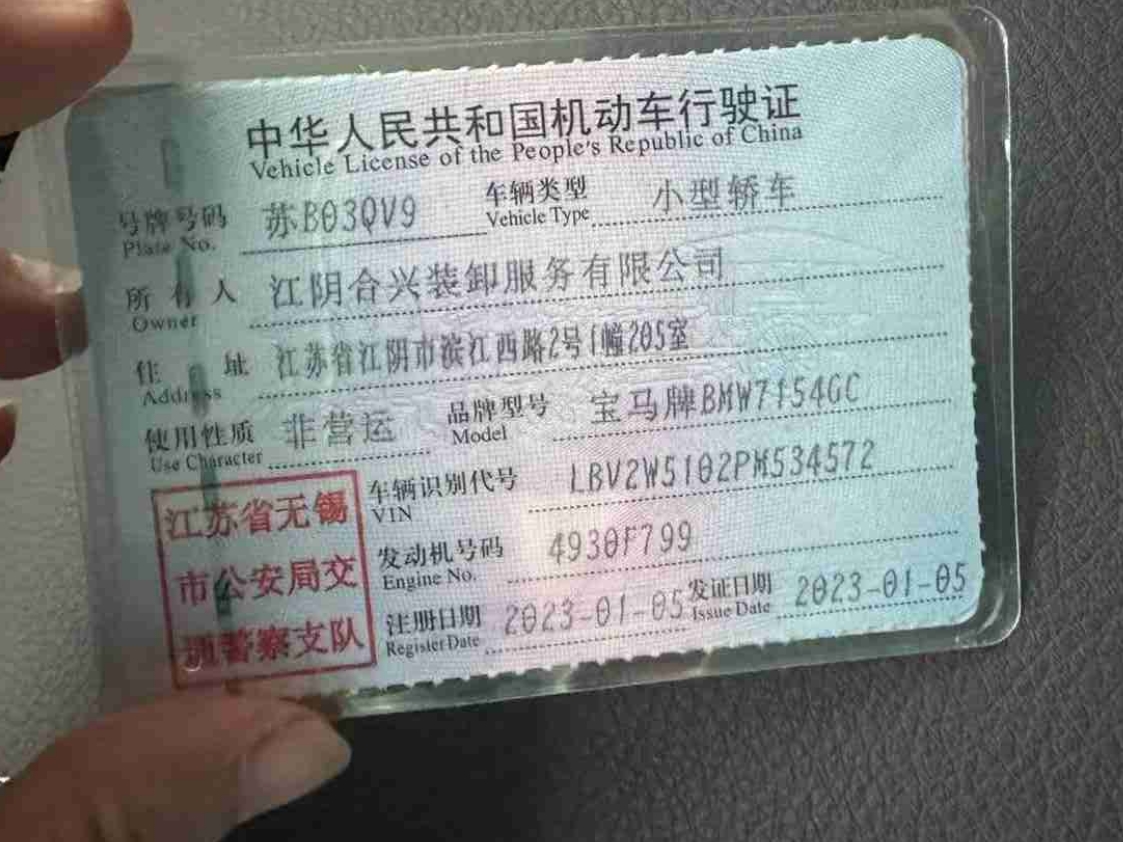 中华人民共和国机动车行驶证
Vehicle License of the People's Republic of China
号牌号码 苏B03QV9 车辆类型 小型轿车
Plate No. Vehicle Type
所有人 江阴合兴装卸服务有限公司
Owner
住址 江苏省江阴市滨江西路2号1幢205室
Address
使用性质 非营运 品牌型号 宝马牌BMW7154GC
Use Character Model
车辆识别代号 LBV2W5102PM534572
VIN
发动机号码 4930F799
Engine No.
注册日期 2023-01-05 发证日期 2023-01-05
Register Date Issue Date
江苏省无锡
市公安局交
通警察支队